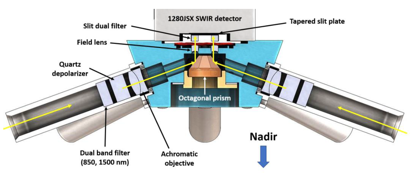 1280JSX SWIR detector
Slit dual filter
Tapered slit plate
Field lens
Quartz
depolarizer
Octagonal prism
Nadir
Dual band filter
(850, 1500 nm)
Achromatic
objective